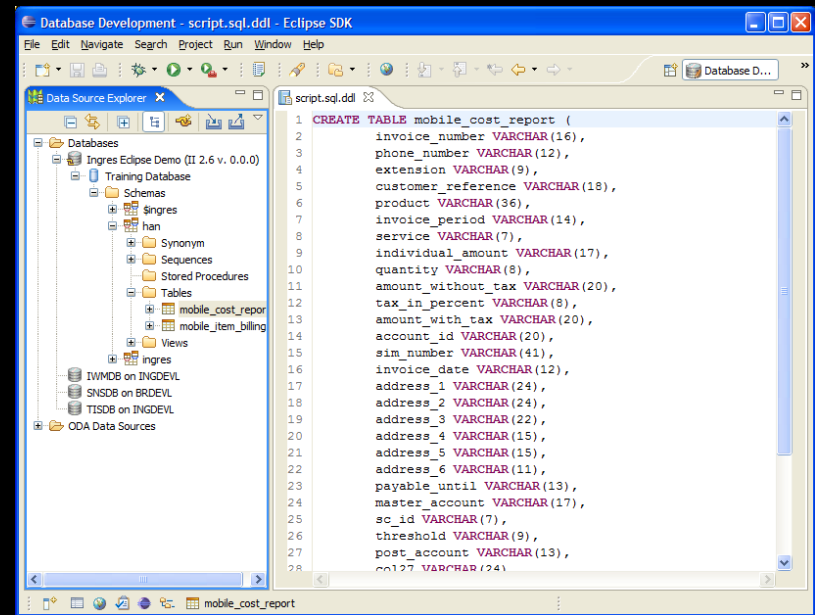 Database Development - script.sql.ddl - Eclipse SDK
File Edit Navigate Search Project Run Window Help
Database D... »
Data Source Explorer
script.sql.ddl
Databases
Ingres Eclipse Demo (II 2.6 v. 0.0.0)
Training Database
Schemas
$ingres
han
Synonym
Sequences
Stored Procedures
Tables
mobile_cost_repor
mobile_item_billing
Views
ingres
IWMDB on INGDEVL
SNSDB on BRDEVL
TISDB on INGDEVL
ODA Data Sources
1 CREATE TABLE mobile_cost_report (
2 invoice_number VARCHAR(16),
3 phone_number VARCHAR(12),
4 extension VARCHAR(9),
5 customer_reference VARCHAR(18),
6 product VARCHAR(36),
7 invoice_period VARCHAR(14),
8 service VARCHAR(7),
9 individual_amount VARCHAR(17),
10 quantity VARCHAR(8),
11 amount_without_tax VARCHAR(20),
12 tax_in_percent VARCHAR(8),
13 amount_with_tax VARCHAR(20),
14 account_id VARCHAR(20),
15 sim_number VARCHAR(41),
16 invoice_date VARCHAR(12),
17 address_1 VARCHAR(24),
18 address_2 VARCHAR(24),
19 address_3 VARCHAR(22),
20 address_4 VARCHAR(15),
21 address_5 VARCHAR(15),
22 address_6 VARCHAR(11),
23 payable_until VARCHAR(13),
24 master_account VARCHAR(17),
25 sc_id VARCHAR(7),
26 threshold VARCHAR(9),
27 post_account VARCHAR(13),
28 col27 VARCHAR(24)
mobile_cost_report